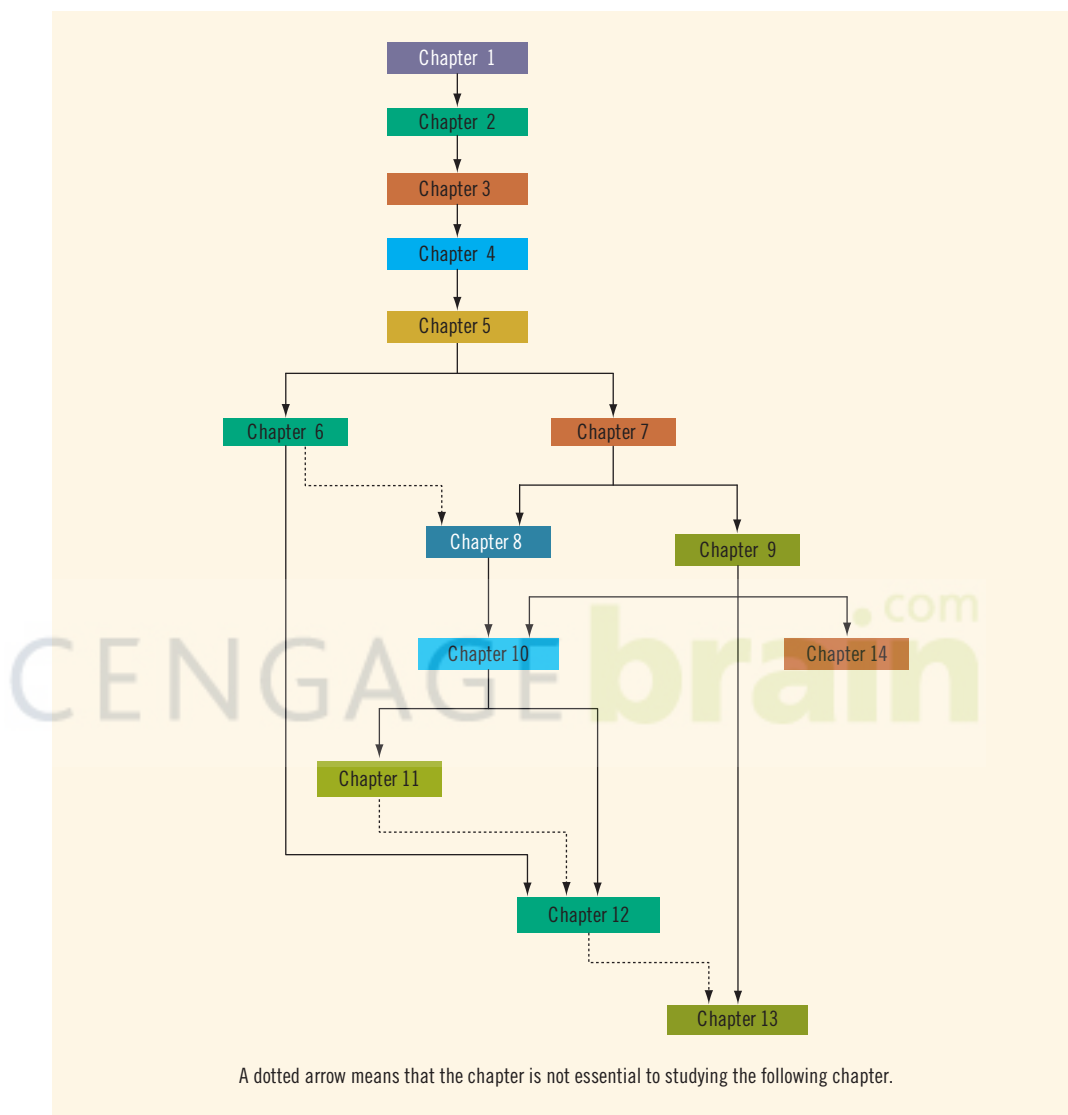 Chapter 1
Chapter 2
Chapter 3
Chapter 4
Chapter 5
Chapter 6
Chapter 7
Chapter 8
Chapter 9
Chapter 10
Chapter 14
CENGAGE brain .com
Chapter 11
Chapter 12
Chapter 13
A dotted arrow means that the chapter is not essential to studying the following chapter.